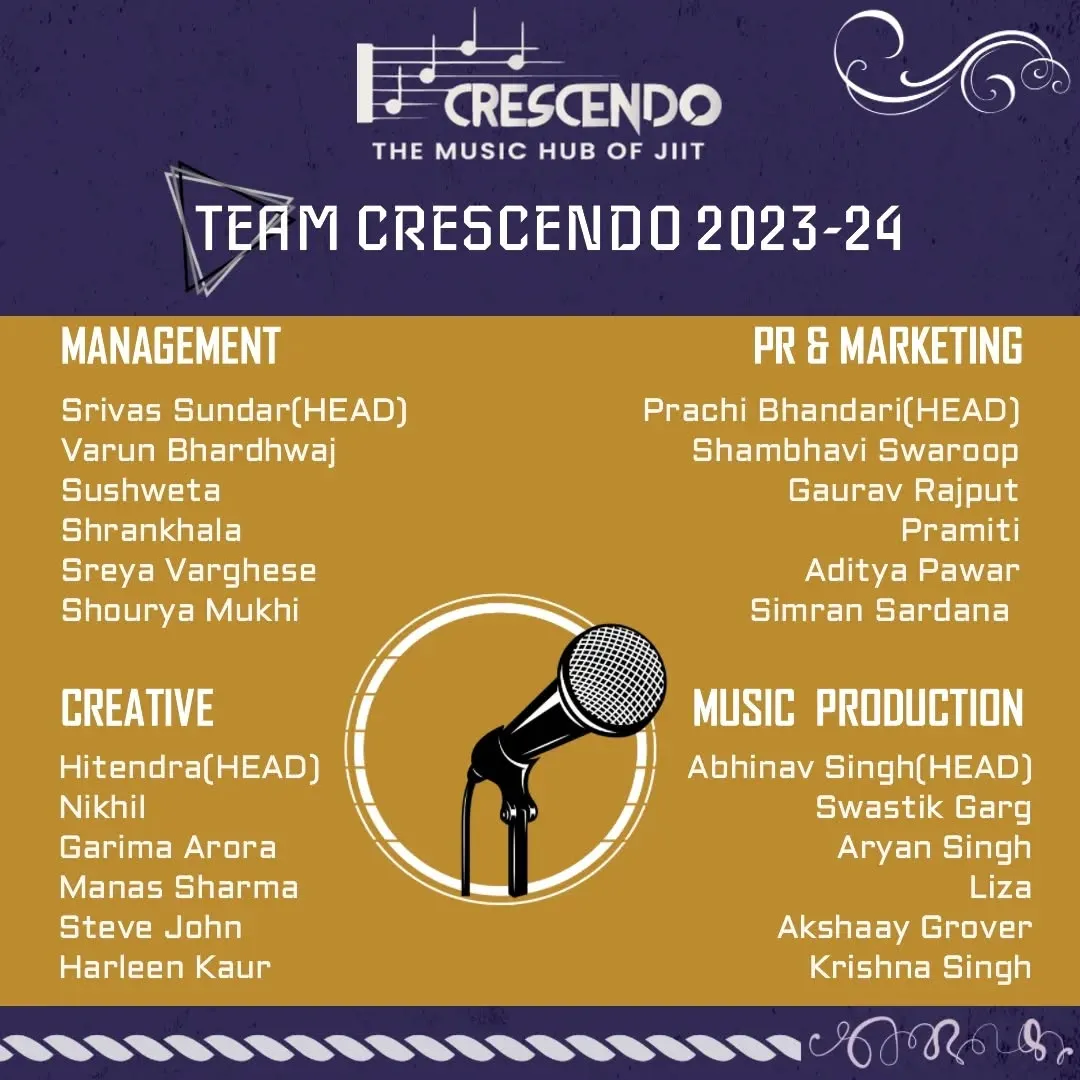 CRESCENDO
THE MUSIC HUB OF JIIT
TEAM CRESCENDO 2023-24
MANAGEMENT
Srivas Sundar(HEAD)
Varun Bhardhwaj
Sushweta
Shrankhala
Sreya Varghese
Shourya Mukhi
PR & MARKETING
Prachi Bhandari(HEAD)
Shambhavi Swaroop
Gaurav Rajput
Pramiti
Aditya Pawar
Simran Sardana
CREATIVE
Hitendra(HEAD)
Nikhil
Garima Arora
Manas Sharma
Steve John
Harleen Kaur
MUSIC PRODUCTION
Abhinav Singh(HEAD)
Swastik Garg
Aryan Singh
Liza
Akshaay Grover
Krishna Singh